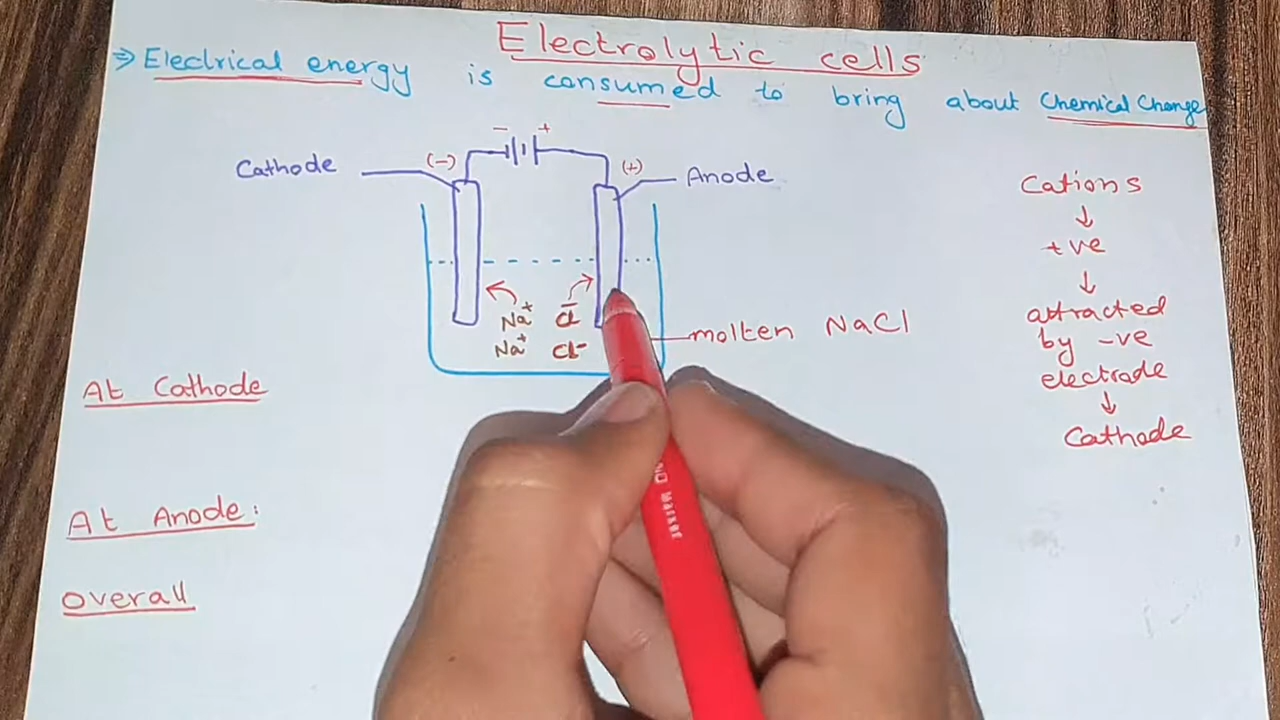 Electrolytic cells
⇒ Electrical energy is consumed to bring about Chemical Change
- +
Cathode (-) (+) Anode
Na+ Cl-
Na+ Cl-
molten NaCl
Cations
↓
+ve
↓
attracted
by -ve
electrode
↓
Cathode
At Cathode
At Anode:
overall
Marker